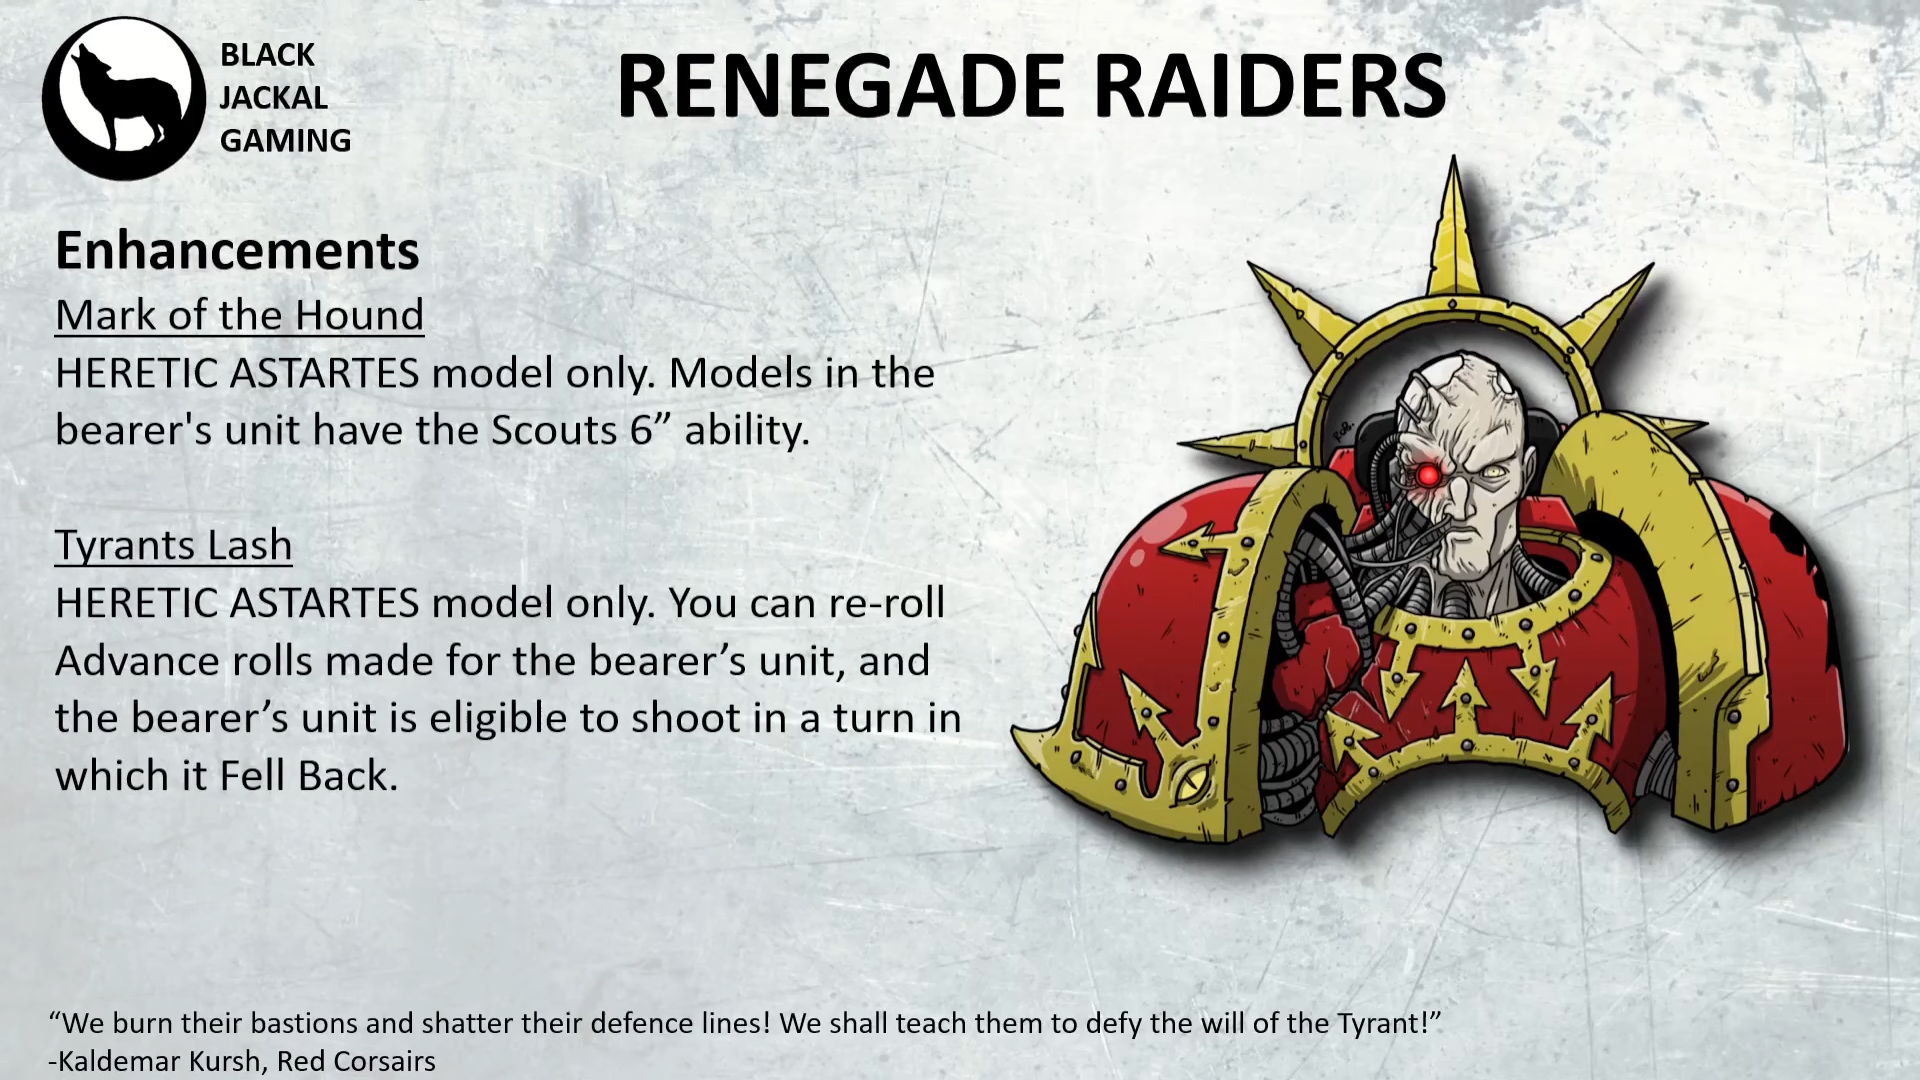 BLACK
JACKAL
GAMING
RENEGADE RAIDERS
Enhancements
Mark of the Hound
HERETIC ASTARTES model only. Models in the
bearer's unit have the Scouts 6” ability.
Tyrants Lash
HERETIC ASTARTES model only. You can re-roll
Advance rolls made for the bearer’s unit, and
the bearer’s unit is eligible to shoot in a turn in
which it Fell Back.
“We burn their bastions and shatter their defence lines! We shall teach them to defy the will of the Tyrant!”
-Kaldemar Kursh, Red Corsairs